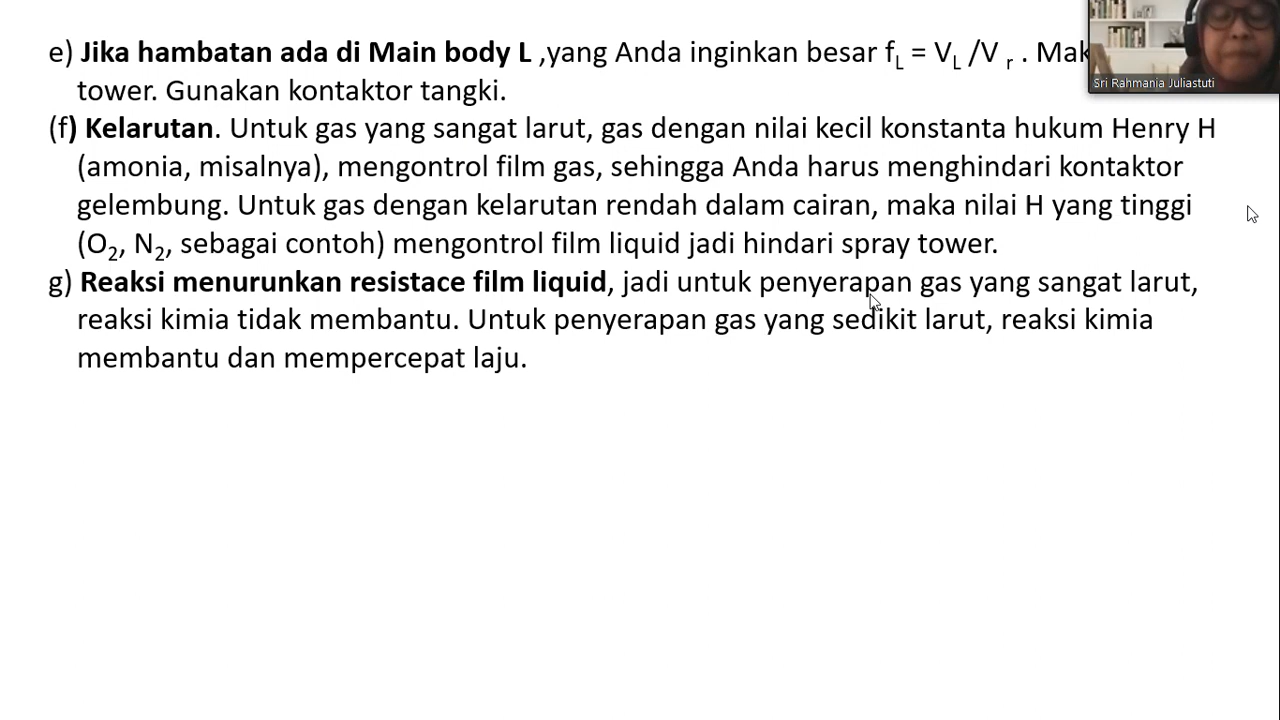 e) Jika hambatan ada di Main body L ,yang Anda inginkan besar fL = VL /V r . Mak
Sri Rahmania Juliastuti
tower. Gunakan kontaktor tangki.
(f) Kelarutan. Untuk gas yang sangat larut, gas dengan nilai kecil konstanta hukum Henry H
(amonia, misalnya), mengontrol film gas, sehingga Anda harus menghindari kontaktor
gelembung. Untuk gas dengan kelarutan rendah dalam cairan, maka nilai H yang tinggi
(O2, N2, sebagai contoh) mengontrol film liquid jadi hindari spray tower.
g) Reaksi menurunkan resistace film liquid, jadi untuk penyerapan gas yang sangat larut,
reaksi kimia tidak membantu. Untuk penyerapan gas yang sedikit larut, reaksi kimia
membantu dan mempercepat laju.